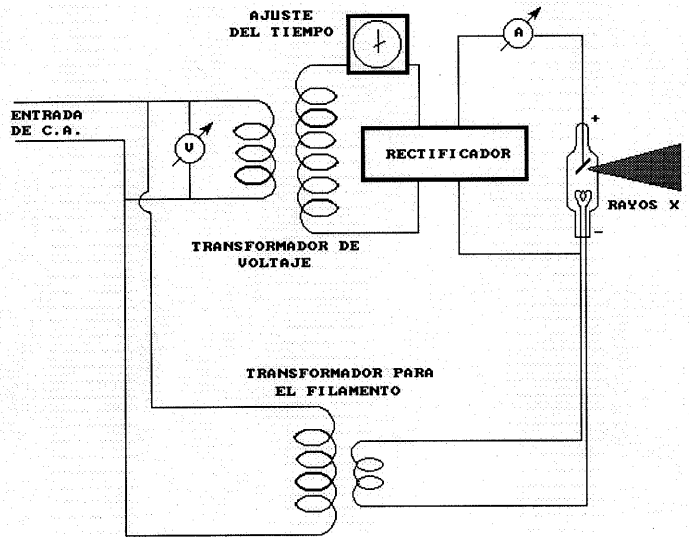 AJUSTE
DEL TIEMPO
A
ENTRADA
DE C.A.
V
+
RECTIFICADOR
RAYOS X
−
TRANSFORMADOR DE
VOLTAJE
TRANSFORMADOR PARA
EL FILAMENTO